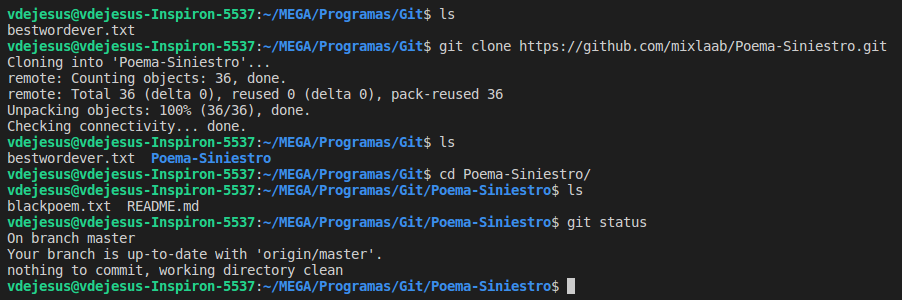 vdejesus@vdejesus-Inspiron-5537:~/MEGA/Programas/Git$ ls
bestwordever.txt
vdejesus@vdejesus-Inspiron-5537:~/MEGA/Programas/Git$ git clone https://github.com/mixlaab/Poema-Siniestro.git
Cloning into 'Poema-Siniestro'...
remote: Counting objects: 36, done.
remote: Total 36 (delta 0), reused 0 (delta 0), pack-reused 36
Unpacking objects: 100% (36/36), done.
Checking connectivity... done.
vdejesus@vdejesus-Inspiron-5537:~/MEGA/Programas/Git$ ls
bestwordever.txt  Poema-Siniestro
vdejesus@vdejesus-Inspiron-5537:~/MEGA/Programas/Git$ cd Poema-Siniestro/
vdejesus@vdejesus-Inspiron-5537:~/MEGA/Programas/Git/Poema-Siniestro$ ls
blackpoem.txt  README.md
vdejesus@vdejesus-Inspiron-5537:~/MEGA/Programas/Git/Poema-Siniestro$ git status
On branch master
Your branch is up-to-date with 'origin/master'.
nothing to commit, working directory clean
vdejesus@vdejesus-Inspiron-5537:~/MEGA/Programas/Git/Poema-Siniestro$